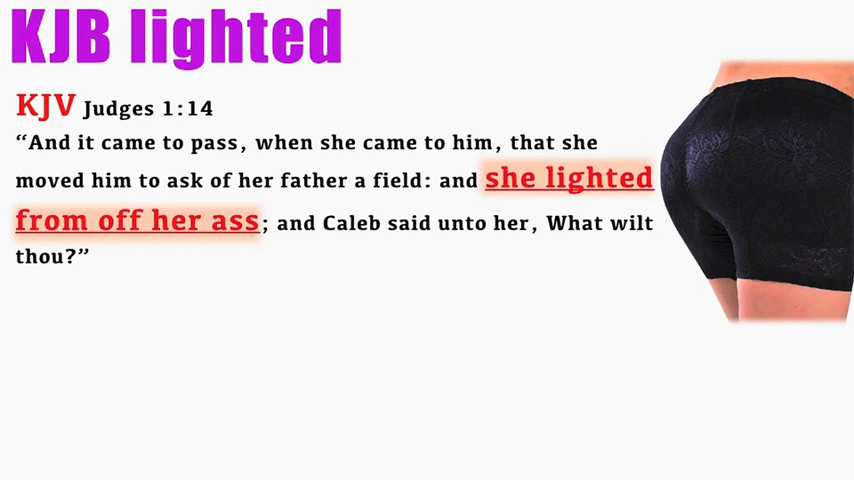 KJB lighted
KJV Judges 1:14
“And it came to pass, when she came to him, that she
moved him to ask of her father a field: and she lighted
from off her ass; and Caleb said unto her, What wilt
thou?”